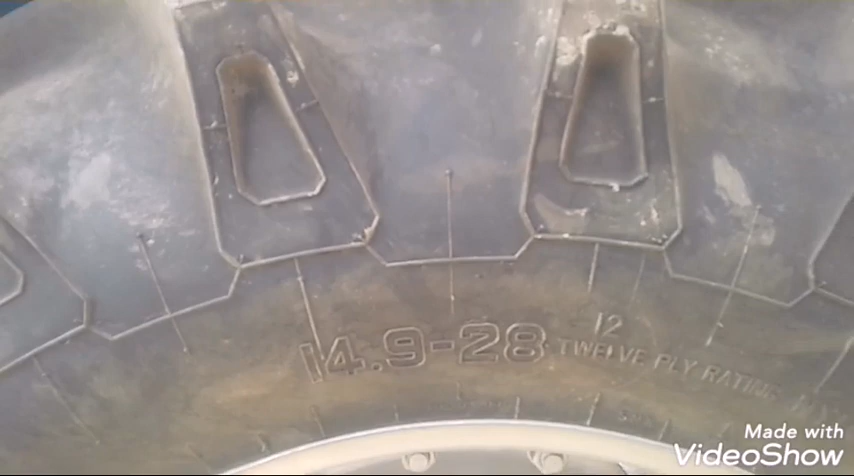 14.9-28
12
TWELVE PLY RATING
Made with
VideoShow